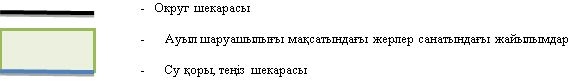 - Округ шекарасы
- Ауыл шаруашылығы мақсатындағы жерлер санатындағы жайылымдар
- Су қоры, теңіз шекарасы